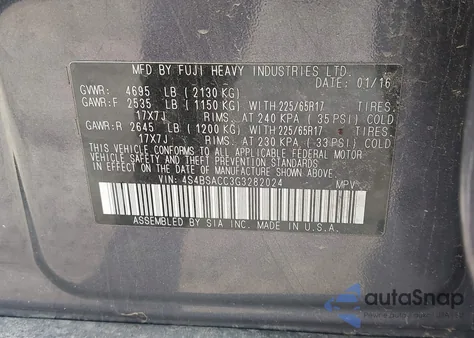 MFD BY FUJI HEAVY INDUSTRIES LTD. DATE: 01/16
GVWR: 4695 LB (2130 KG)
GAWR:F 2535 LB (1150 KG) WITH 225/65R17 TIRES,
17X7J RIMS, AT 240 KPA (35 PSI) COLD
GAWR:R 2645 LB (1200 KG) WITH 225/65R17 TIRES,
17X7J RIMS, AT 230 KPA (33 PSI) COLD
THIS VEHICLE CONFORMS TO ALL APPLICABLE FEDERAL MOTOR
VEHICLE SAFETY, BUMPER, AND THEFT PREVENTION STANDARDS
IN EFFECT ON THE DATE OF MANUFACTURE SHOWN ABOVE.
VIN: 4S4BSACC3G3282024 MPV
ASSEMBLED BY SIA INC. MADE IN U.S.A.
autoSnap